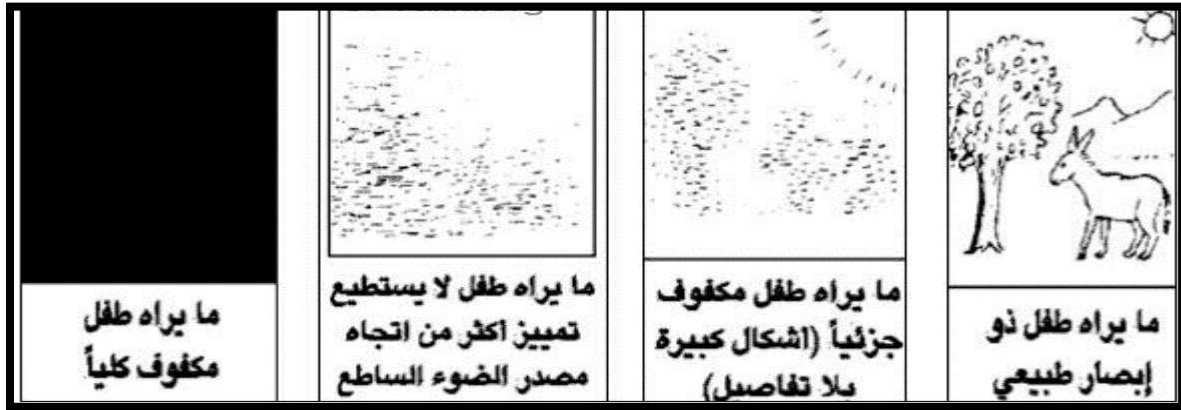 ما يراه طفل ذو
إبصار طبيعي
ما يراه طفل مكفوف
جزئياً (اشكال كبيرة
بلا تفاصيل)
ما يراه طفل لا يستطيع
تمييز أكثر من اتجاه
مصدر الضوء الساطع
ما يراه طفل
مكفوف كلياً